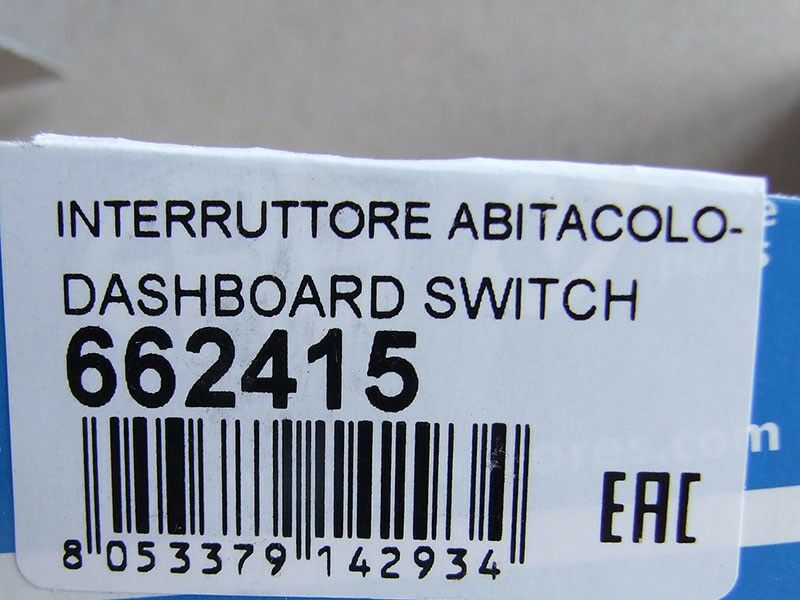 INTERRUTTORE ABITACOLO-
DASHBOARD SWITCH
662415
8 053379 142934
EAC